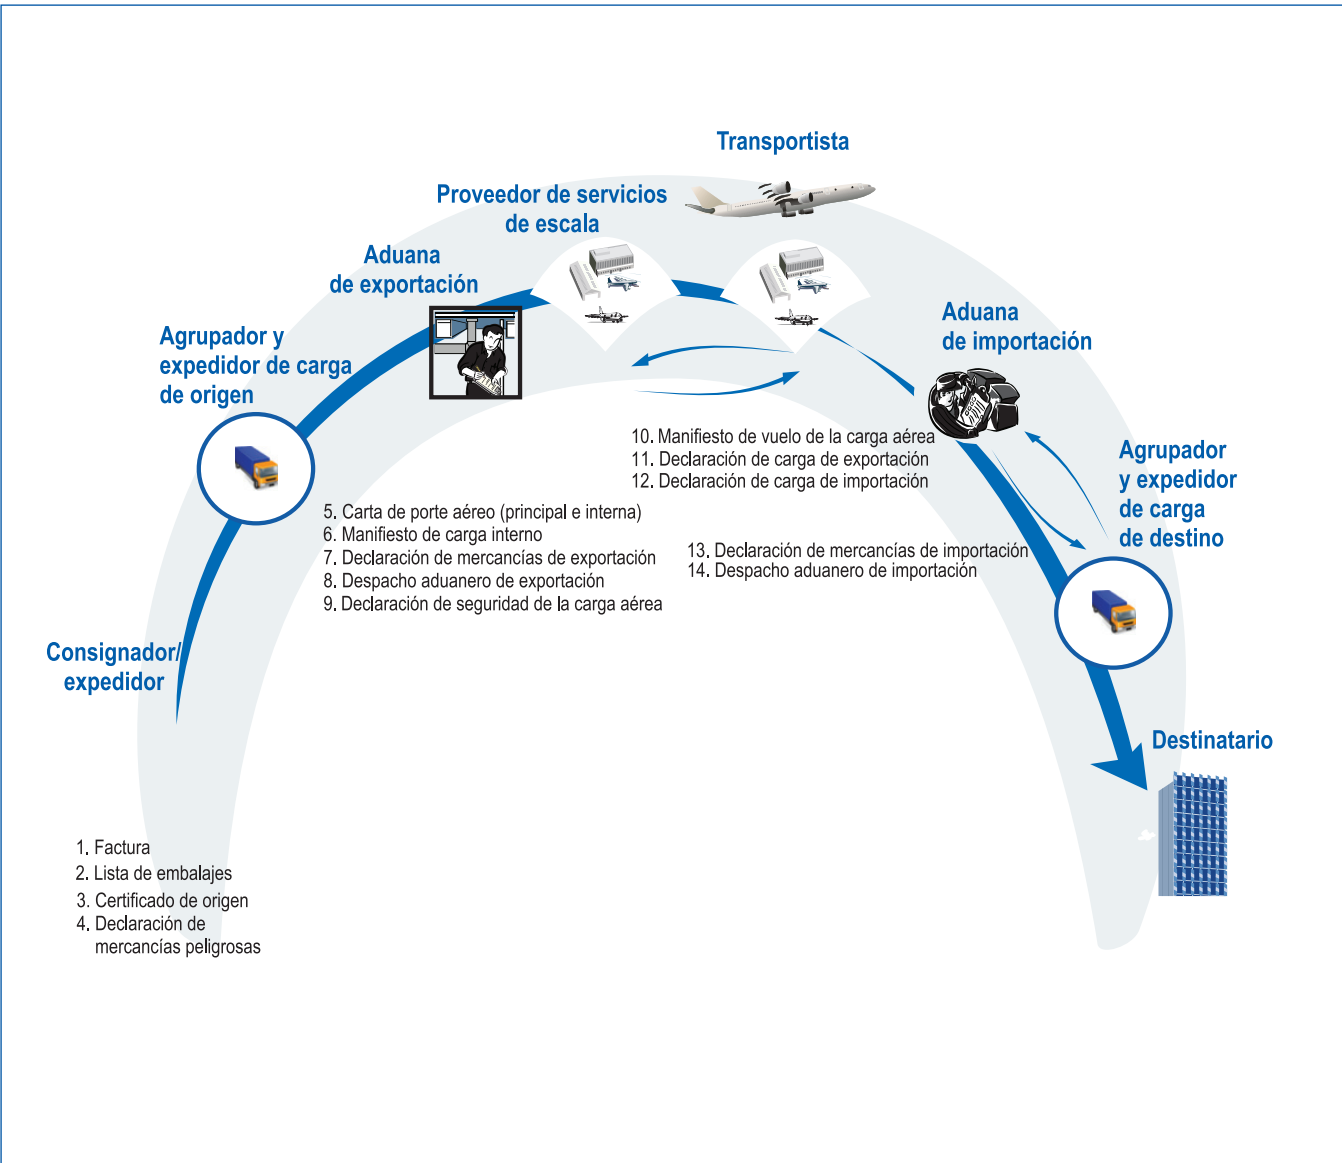 Transportista
Proveedor de servicios
de escala
Aduana
de exportación
Aduana
de importación
Agrupador y
expedidor de carga
de origen
10. Manifiesto de vuelo de la carga aérea
11. Declaración de carga de exportación
12. Declaración de carga de importación
Agrupador
y expedidor
de carga
de destino
5. Carta de porte aéreo (principal e interna)
6. Manifiesto de carga interno
7. Declaración de mercancías de exportación
8. Despacho aduanero de exportación
9. Declaración de seguridad de la carga aérea
13. Declaración de mercancías de importación
14. Despacho aduanero de importación
Consignador/
expedidor
Destinatario
1. Factura
2. Lista de embalajes
3. Certificado de origen
4. Declaración de
mercancías peligrosas